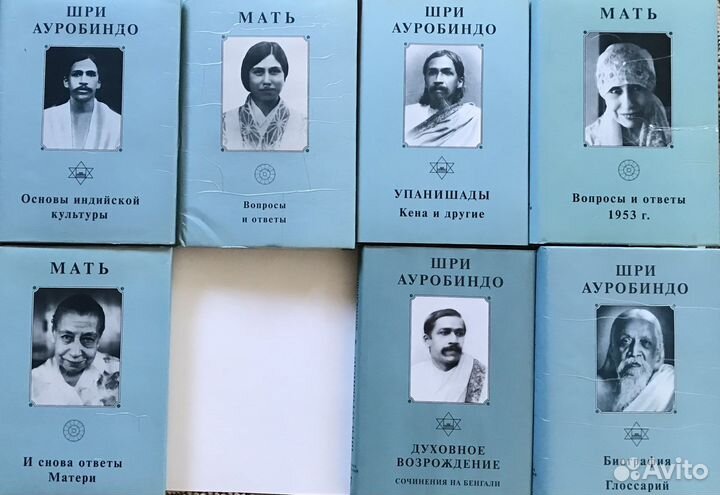 ШРИ
АУРОБИНДО
Основы индийской
культуры
МАТЬ
Вопросы
и ответы
ШРИ
АУРОБИНДО
УПАНИШАДЫ
Кена и другие
МАТЬ
Вопросы и ответы
1953 г.
МАТЬ
И снова ответы
Матери
ШРИ
АУРОБИНДО
ДУХОВНОЕ
ВОЗРОЖДЕНИЕ
СОЧИНЕНИЯ НА БЕНГАЛИ
ШРИ
АУРОБИНДО
Биография
Глоссарий
Avito